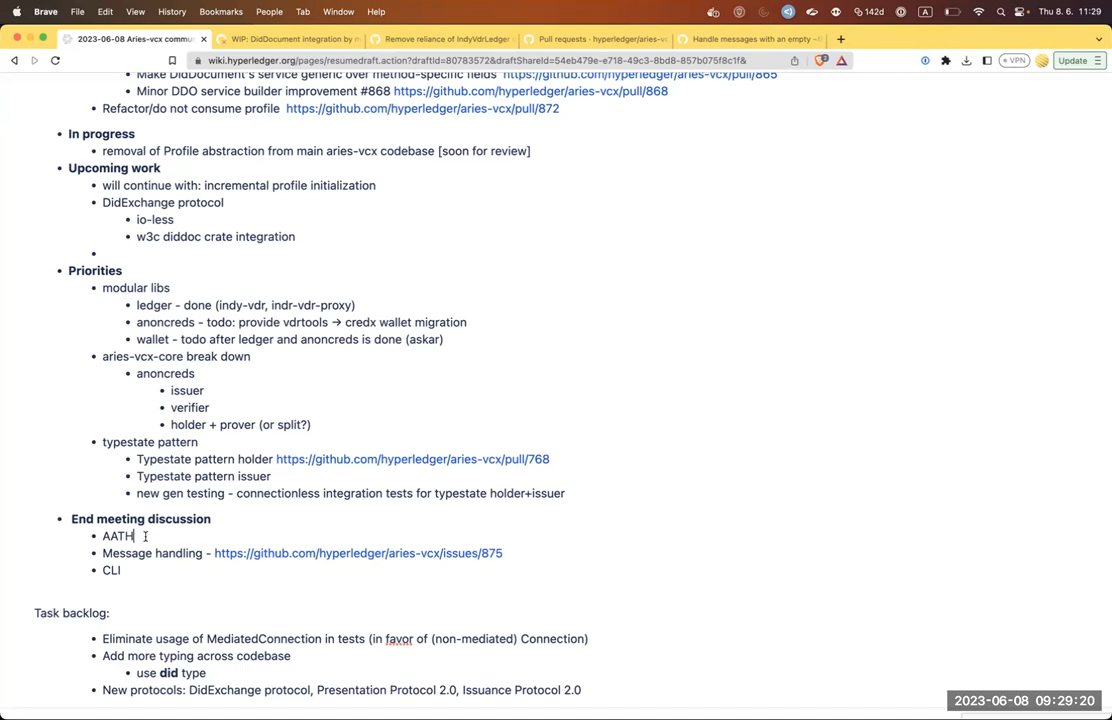 Brave File Edit View History Bookmarks People Tab Window Help 142d A Thu 8. 6. 11:29
2023-06-08 Aries-vcx commu WIP: DidDocument integration by m Remove reliance of IndyVdrLedger Pull requests · hyperledger/aries-v Handle messages with an empty ~
wiki.hyperledger.org/pages/resumedraft.action?draftId=80783572&draftShareId=54eb479e-e718-49c3-8bd8-857b075f8c1f& VPN Update
Make DidDocument's service generic over method-specific fields https://github.com/hyperledger/aries-vcx/pull/865
Minor DDO service builder improvement #868 https://github.com/hyperledger/aries-vcx/pull/868
Refactor/do not consume profile https://github.com/hyperledger/aries-vcx/pull/872
In progress
removal of Profile abstraction from main aries-vcx codebase [soon for review]
Upcoming work
will continue with: incremental profile initialization
DidExchange protocol
io-less
w3c diddoc crate integration
Priorities
modular libs
ledger - done (indy-vdr, indr-vdr-proxy)
anoncreds - todo: provide vdrtools → credx wallet migration
wallet - todo after ledger and anoncreds is done (askar)
aries-vcx-core break down
anoncreds
issuer
verifier
holder + prover (or split?)
typestate pattern
Typestate pattern holder https://github.com/hyperledger/aries-vcx/pull/768
Typestate pattern issuer
new gen testing - connectionless integration tests for typestate holder+issuer
End meeting discussion
AATH
Message handling - https://github.com/hyperledger/aries-vcx/issues/875
CLI
Task backlog:
Eliminate usage of MediatedConnection in tests (in favor of (non-mediated) Connection)
Add more typing across codebase
use did type
New protocols: DidExchange protocol, Presentation Protocol 2.0, Issuance Protocol 2.0
2023-06-08 09:29:20